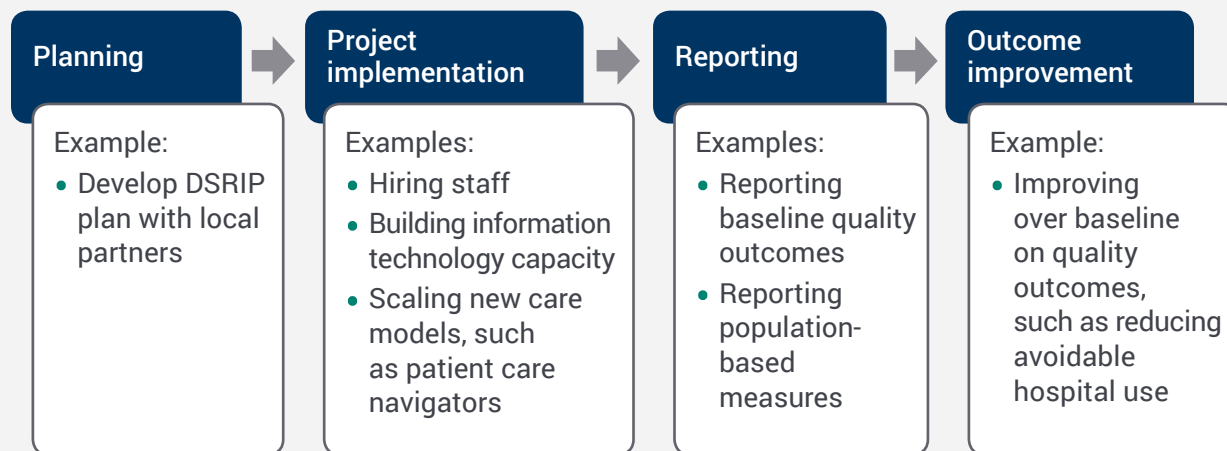 Planning
Example:
• Develop DSRIP
plan with local
partners
Project
implementation
Examples:
• Hiring staff
• Building information
technology capacity
• Scaling new care
models, such
as patient care
navigators
Reporting
Examples:
• Reporting
baseline quality
outcomes
• Reporting
population-
based
measures
Outcome
improvement
Example:
• Improving
over baseline
on quality
outcomes,
such as reducing
avoidable
hospital use